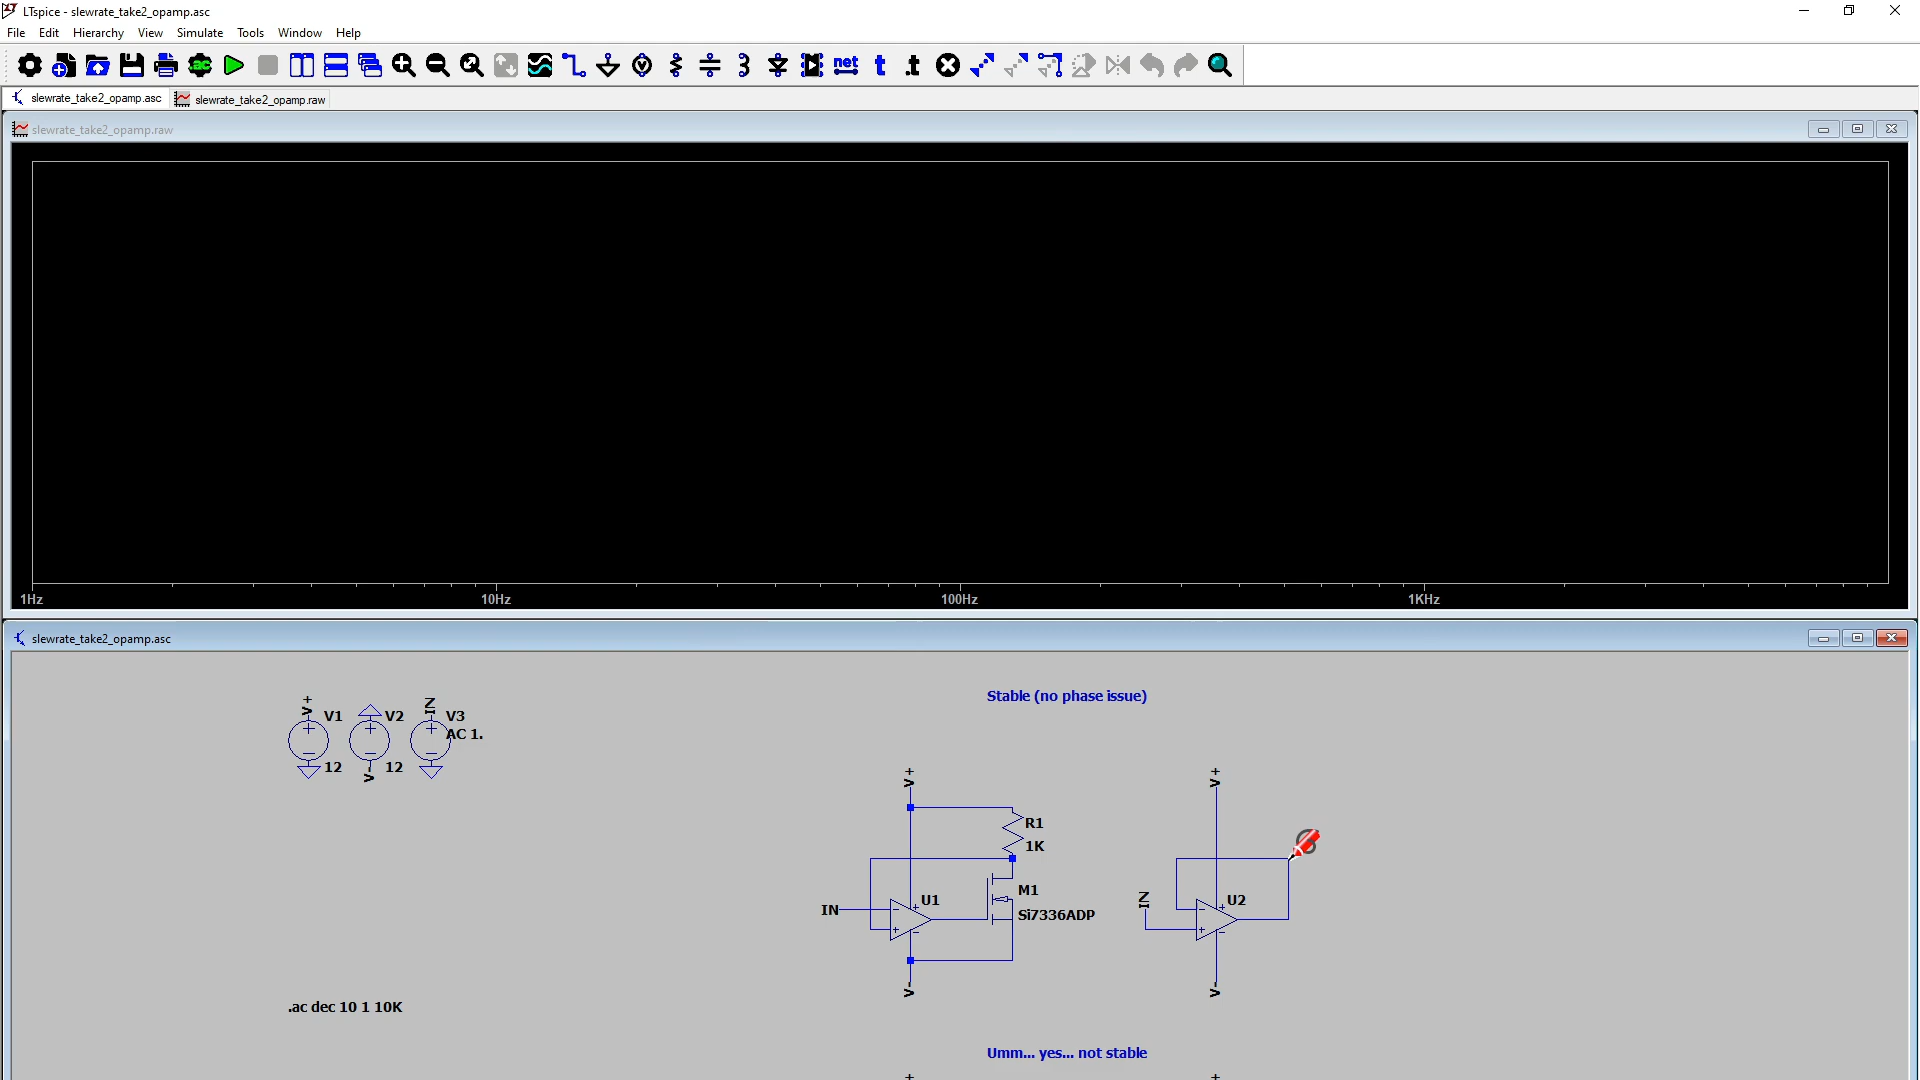 LTspice - slewrate_take2_opamp.asc
File Edit Hierarchy View Simulate Tools Window Help
.ac net t .t
slewrate_take2_opamp.asc slewrate_take2_opamp.raw
slewrate_take2_opamp.raw
1Hz 10Hz 100Hz 1KHz
slewrate_take2_opamp.asc
Stable (no phase issue)
V+ V1 12
V2 12 V-
IN V3 AC 1.
V+ V+
R1
1K
M1
Si7336ADP
IN U1
IN U2
V- V-
.ac dec 10 1 10K
Umm... yes... not stable